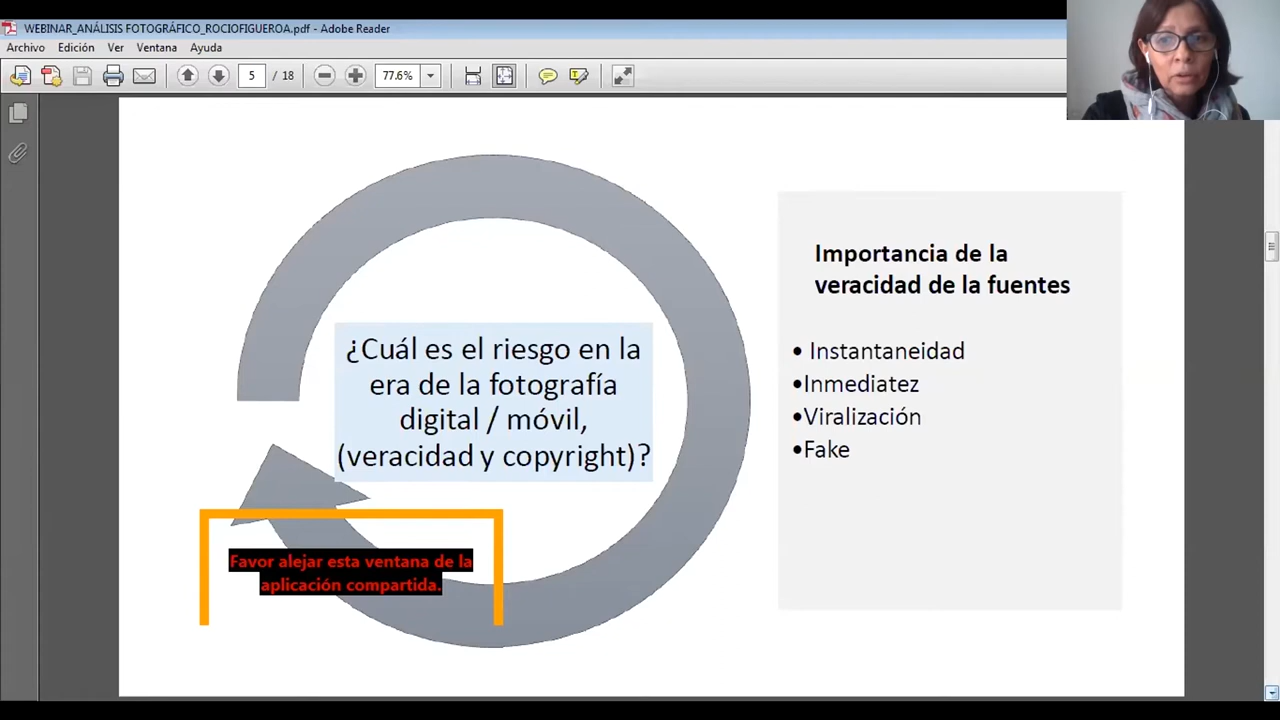 WEBINAR_ANÁLISIS FOTOGRÁFICO_ROCIOFIGUEROA.pdf - Adobe Reader
Archivo Edición Ver Ventana Ayuda
5 / 18 77.6%
¿Cuál es el riesgo en la
era de la fotografía
digital / móvil,
(veracidad y copyright)?
Importancia de la
veracidad de la fuentes
• Instantaneidad
•Inmediatez
•Viralización
•Fake
Favor alejar esta ventana de la
aplicación compartida.